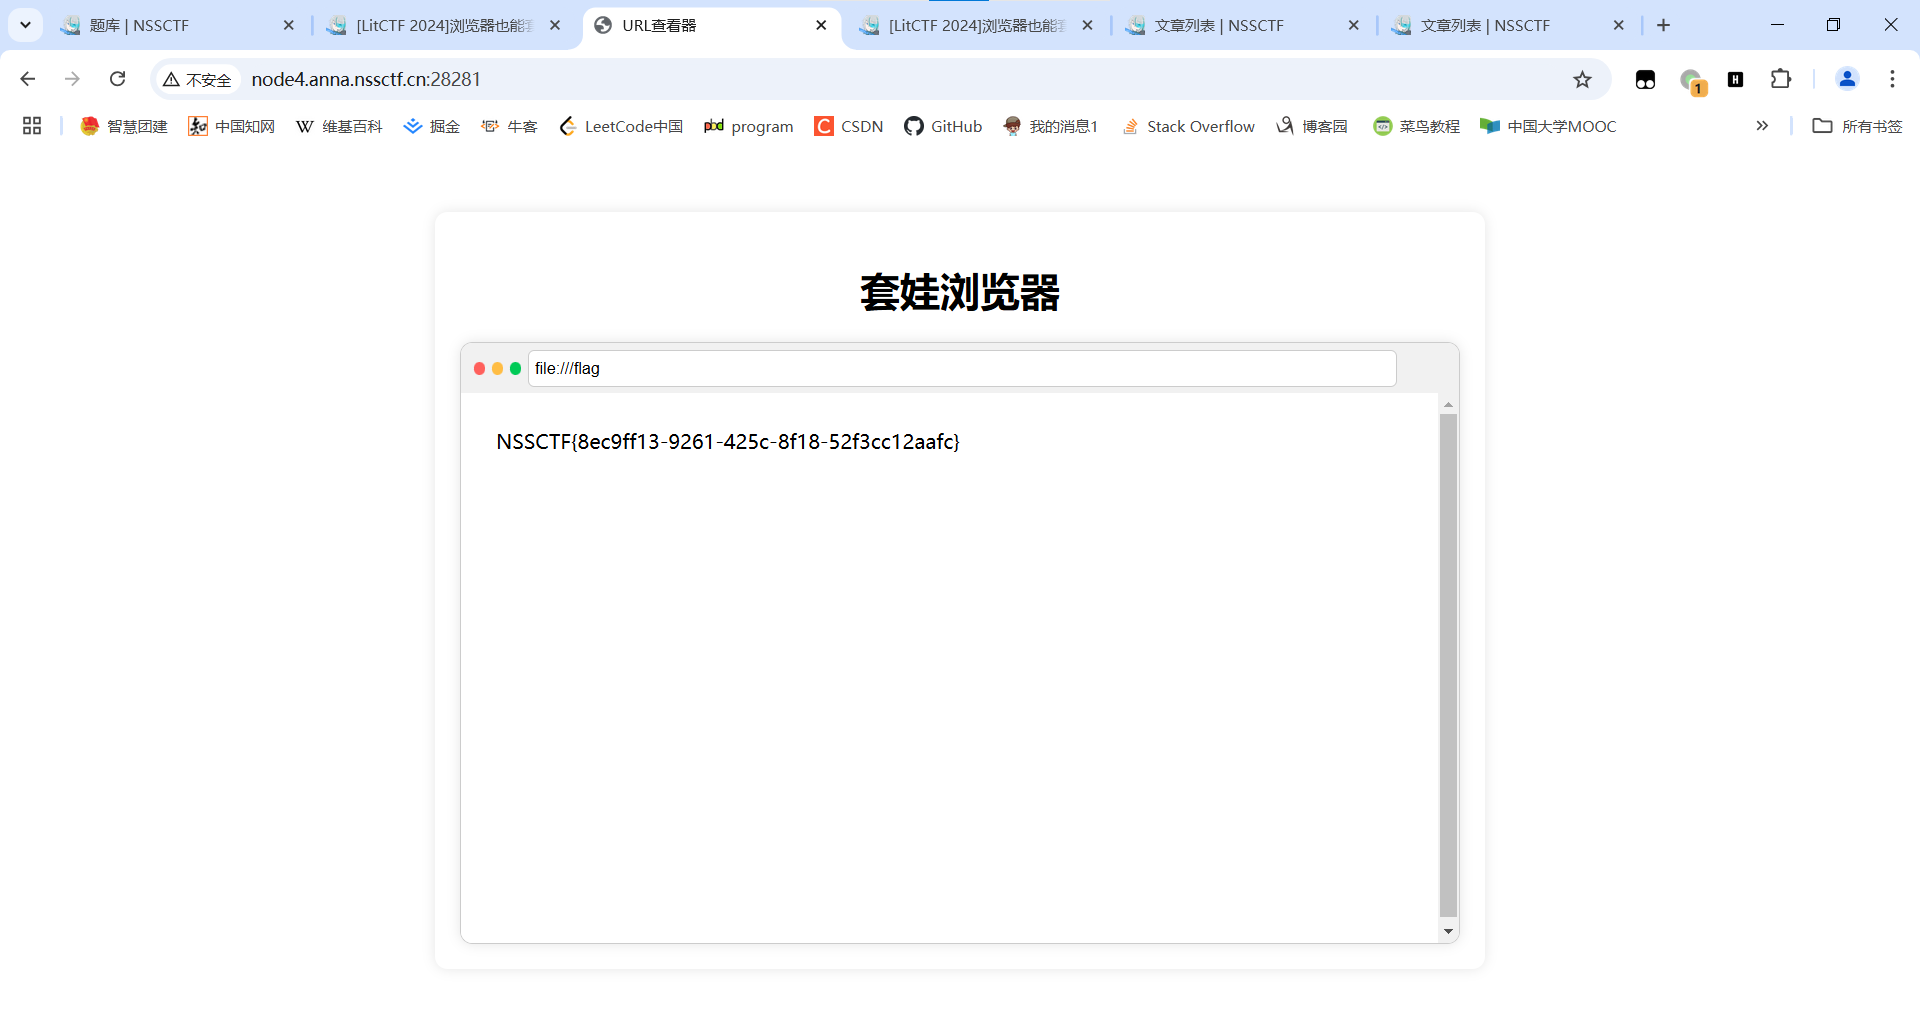 题库 | NSSCTF
[LitCTF 2024]浏览器也能套
URL查看器
[LitCTF 2024]浏览器也能套
文章列表 | NSSCTF
文章列表 | NSSCTF
不安全
node4.anna.nssctf.cn:28281
1
智慧团建
中国知网
维基百科
掘金
牛客
LeetCode中国
program
CSDN
GitHub
我的消息1
Stack Overflow
博客园
菜鸟教程
中国大学MOOC
所有书签
套娃浏览器
file:///flag
NSSCTF{8ec9ff13-9261-425c-8f18-52f3cc12aafc}